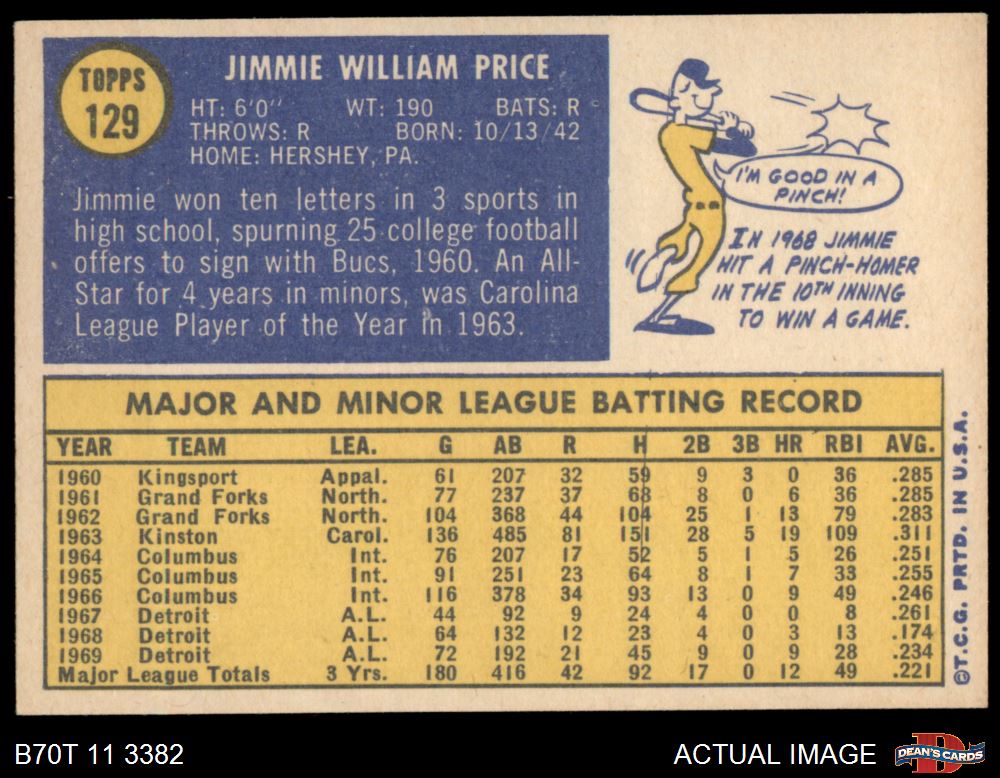 TOPPS
129
JIMMIE WILLIAM PRICE
HT: 6'0" WT: 190 BATS: R
THROWS: R BORN: 10/13/42
HOME: HERSHEY, PA.
Jimmie won ten letters in 3 sports in
high school, spurning 25 college football
offers to sign with Bucs, 1960. An All-
Star for 4 years in minors, was Carolina
League Player of the Year in 1963.
I'M GOOD IN A
PINCH!
IN 1968 JIMMIE
HIT A PINCH-HOMER
IN THE 10TH INNING
TO WIN A GAME.
MAJOR AND MINOR LEAGUE BATTING RECORD
YEAR TEAM LEA. G AB R H 2B 3B HR RBI AVG.
1960 Kingsport Appal. 61 207 32 59 9 3 0 36 .285
1961 Grand Forks North. 77 237 37 68 8 0 6 36 .285
1962 Grand Forks North. 104 368 44 104 25 1 13 79 .283
1963 Kinston Carol. 136 485 81 151 28 5 19 109 .311
1964 Columbus Int. 76 207 17 52 5 1 5 26 .251
1965 Columbus Int. 91 251 23 64 8 1 7 33 .255
1966 Columbus Int. 116 378 34 93 13 0 9 49 .246
1967 Detroit A.L. 44 92 9 24 4 0 0 8 .261
1968 Detroit A.L. 64 132 12 23 4 0 3 13 .174
1969 Detroit A.L. 72 192 21 45 9 0 9 28 .234
Major League Totals 3 Yrs. 180 416 42 92 17 0 12 49 .221
©T.C.G. PRTD. IN U.S.A.
B70T 11 3382
ACTUAL IMAGE
DEAN'S CARDS